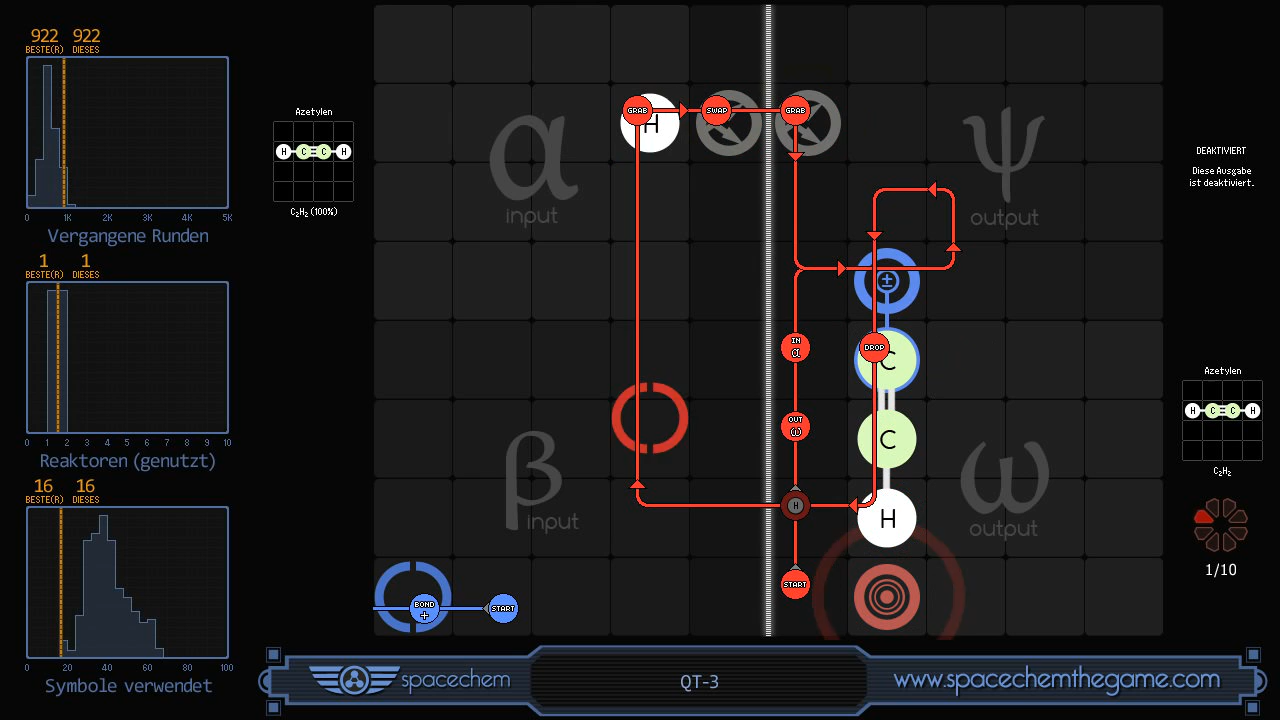 922 922
BESTE(R) DIESES
0 1K 2K 3K 4K 5K
Vergangene Runden
1 1
BESTE(R) DIESES
0 1 2 3 4 5 6 7 8 9 10
Reaktoren (genutzt)
16 16
BESTE(R) DIESES
0 20 40 60 80 100
Symbole verwendet
Azetylen
H C C H
C₂H₂ (100%)
GRAB
H
SWAP
GRAB
α
input
ψ
output
±
IN
α
DROP
C
OUT
ω
C
β
input
H
H
ω
output
BOND
+
START
START
DEAKTIVIERT
Diese Ausgabe
ist deaktiviert.
Azetylen
H C C H
C₂H₂
1/10
spacechem
QT-3
www.spacechemthegame.com